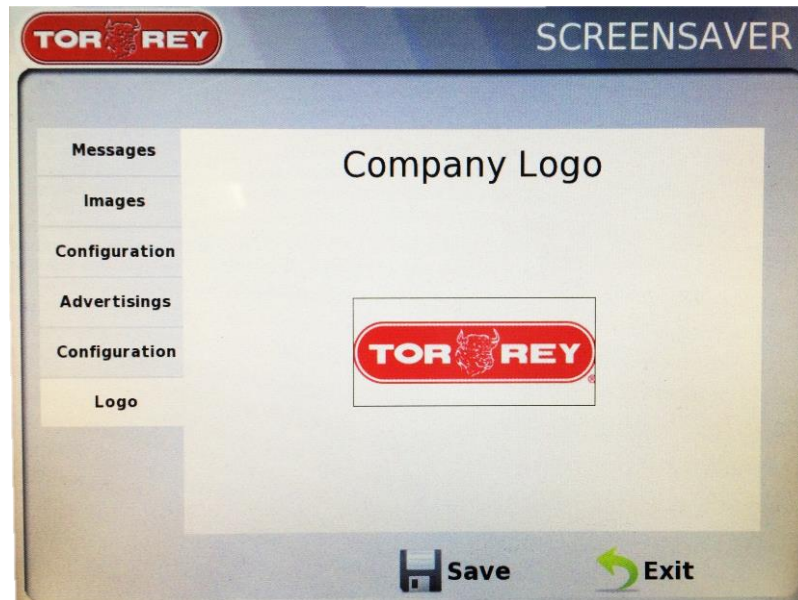 TOR REY
SCREENSAVER
Messages
Images
Configuration
Advertisings
Configuration
Logo
Company Logo
TOR REY
®
Save
Exit